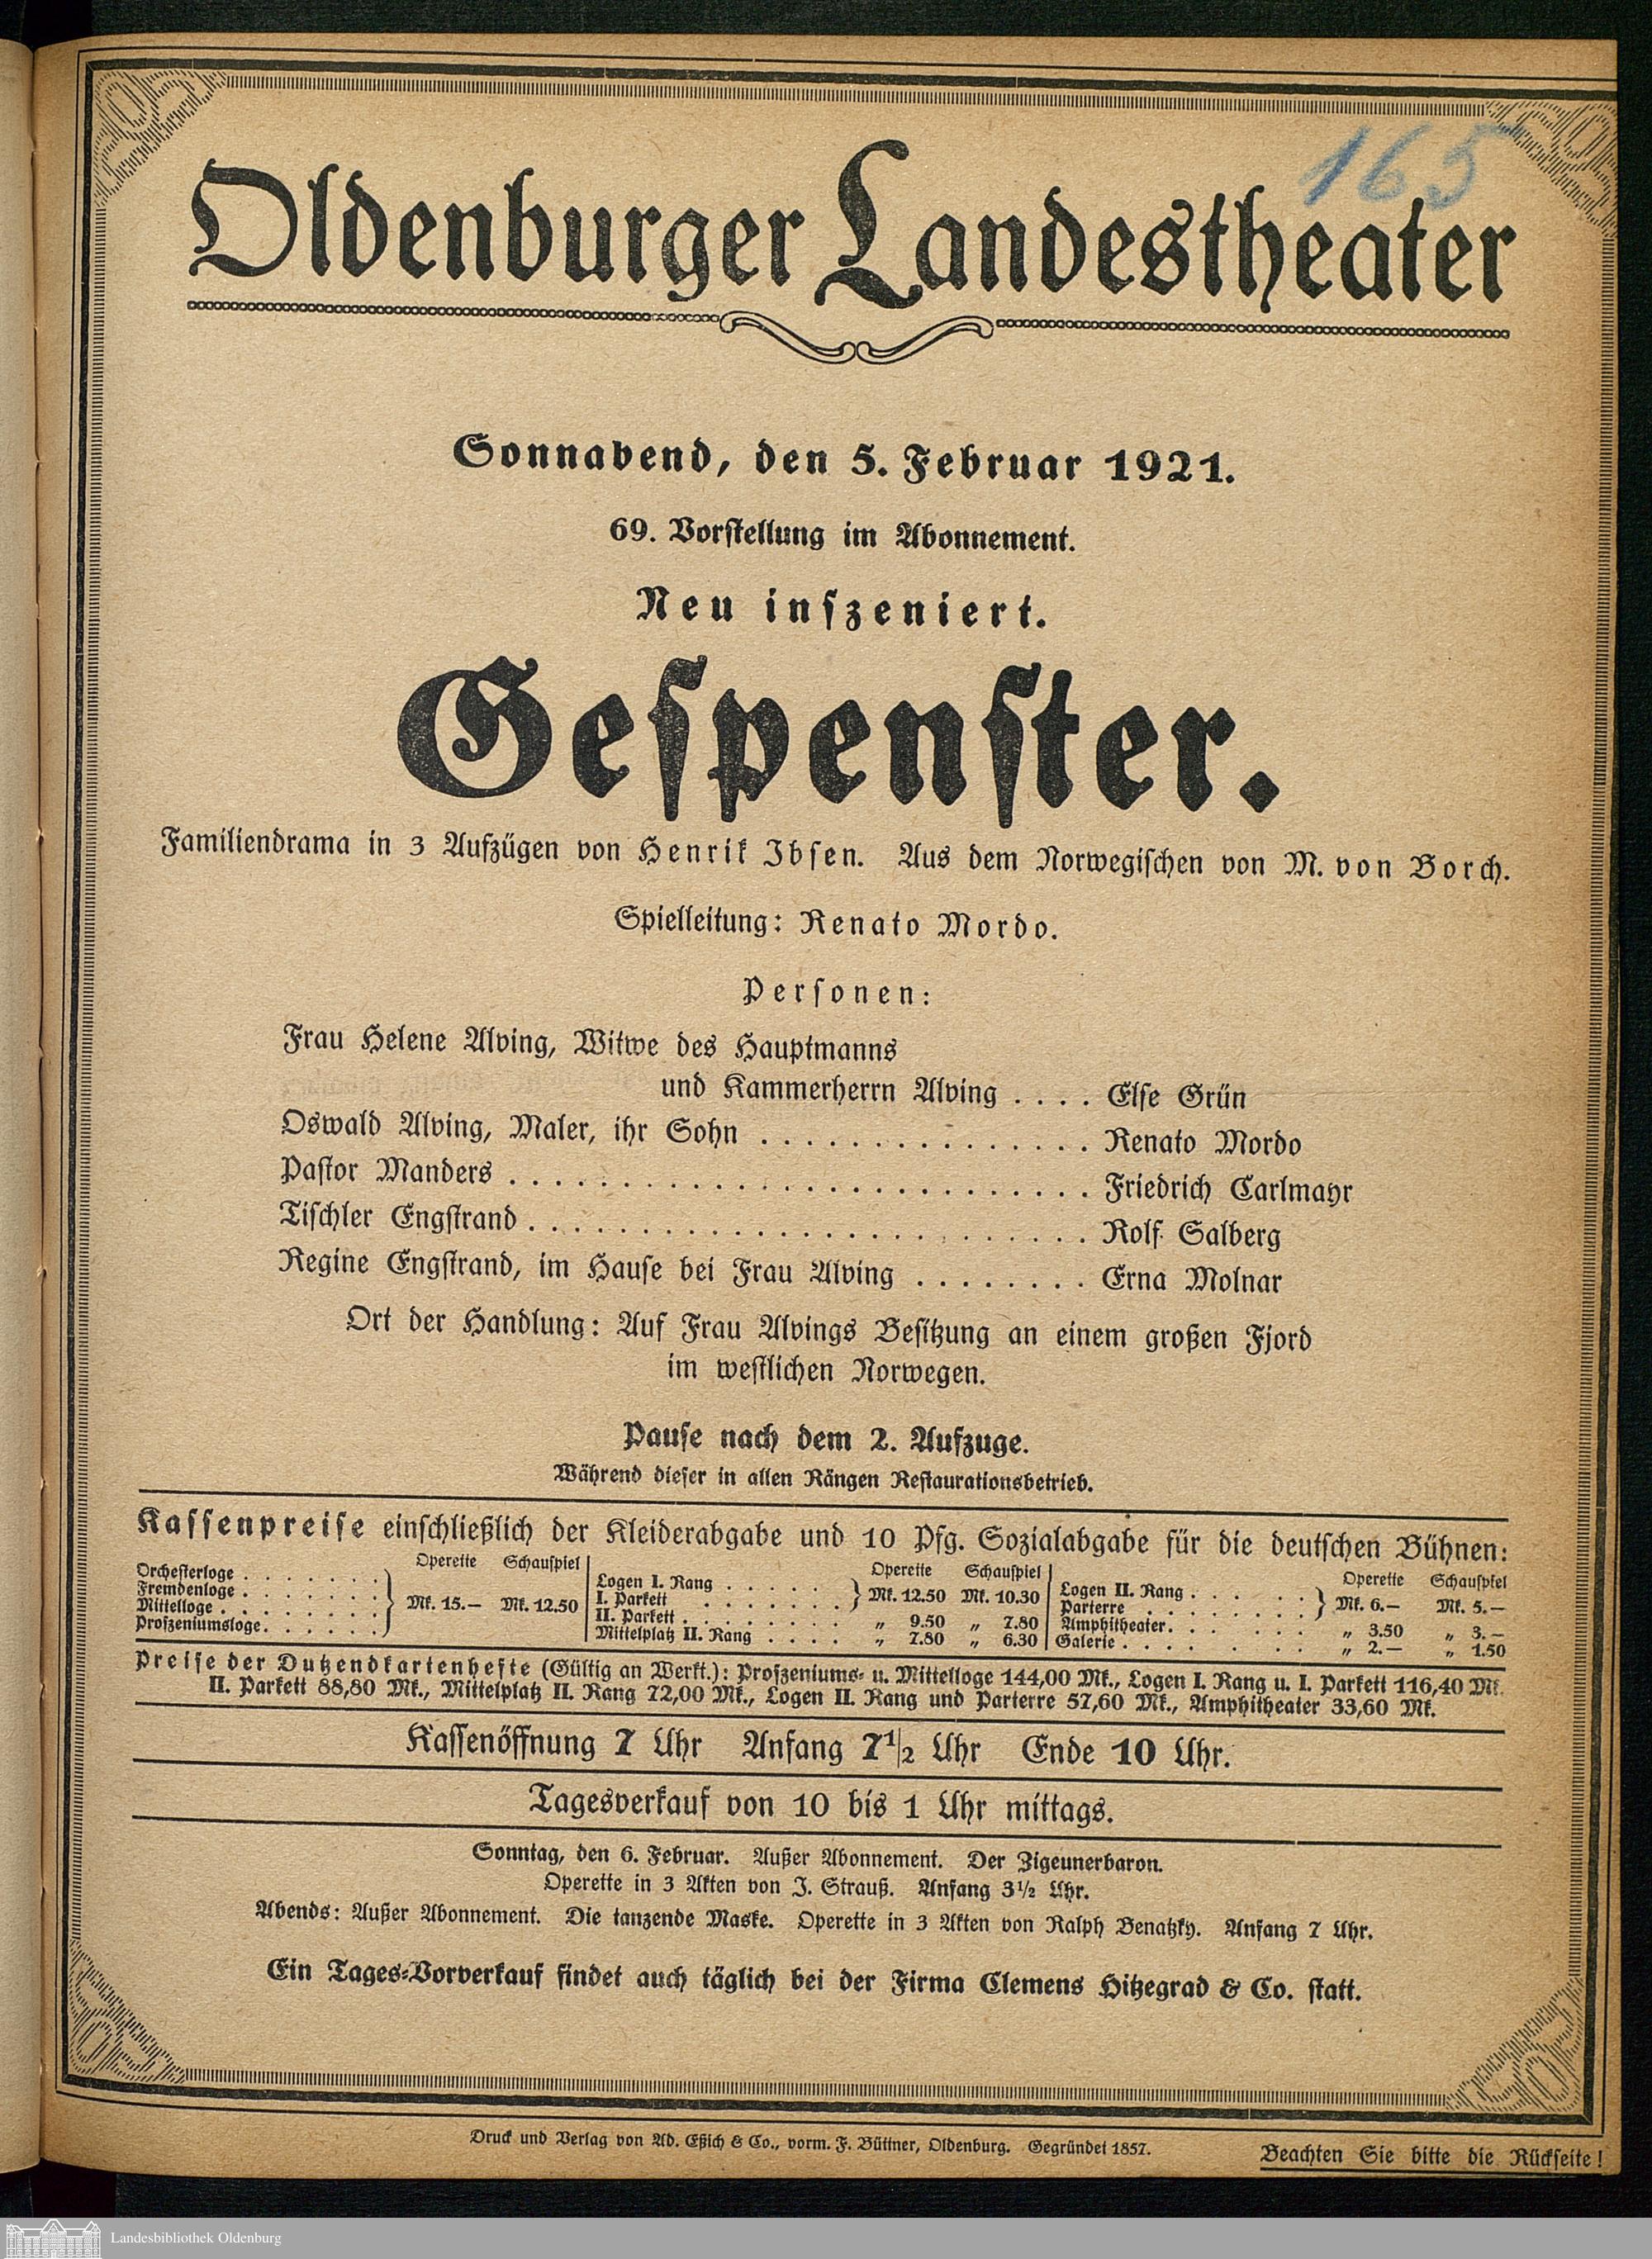 165
Oldenburger Landestheater
Sonnabend, den 5. Februar 1921.
69. Vorstellung im Abonnement.
Neu inszeniert.
Gespenster.
Familiendrama in 3 Aufzügen von Henrik Ibsen. Aus dem Norwegischen von M. von Borch.
Spielleitung: Renato Mordo.
Personen:
Frau Helene Alving, Witwe des Hauptmanns
und Kammerherrn Alving . . . . Else Grün
Oswald Alving, Maler, ihr Sohn . . . . . . . . . . . . . . . Renato Mordo
Pastor Manders . . . . . . . . . . . . . . . . . . . . . . . . . . Friedrich Carlmayr
Tischler Engstrand . . . . . . . . . . . . . . . . . . . . . . . . . Rolf Salberg
Regine Engstrand, im Hause bei Frau Alving . . . . . . . . Erna Molnar
Ort der Handlung: Auf Frau Alvings Besitzung an einem großen Fjord
im westlichen Norwegen.
Pause nach dem 2. Aufzuge.
Während dieser in allen Rängen Restaurationsbetrieb.
Kassenpreise einschließlich der Kleiderabgabe und 10 Pfg. Sozialabgabe für die deutschen Bühnen:
Operette Schauspiel
Orchesterloge . . . . . . .
Fremdenloge . . . . . . .
Mittelloge . . . . . . . . . } Mk. 15.— Mk. 12.50
Proszeniumsloge . . . . . .
Operette Schauspiel
Logen I. Rang . . . . .
I. Parkett . . . . . . . } Mk. 12.50 Mk. 10.30
II. Parkett . . . . . . . . „ 9.50 „ 7.80
Mittelplatz II. Rang . . . . „ 7.80 „ 6.30
Operette Schauspiel
Logen II. Rang . . . . .
Parterre . . . . . . . . } Mk. 6.— Mk. 5.—
Amphitheater . . . . . . „ 3.50 „ 3.—
Galerie . . . . . . . . „ 2.— „ 1.50
Preise der Dutzendkartenhefte (Gültig an Werkt.): Proszeniums- u. Mittelloge 144,00 Mk., Logen I. Rang u. I. Parkett 116,40 Mk.
II. Parkett 88,80 Mk., Mittelplatz II. Rang 72,00 Mk., Logen II. Rang und Parterre 57,60 Mk., Amphitheater 33,60 Mk.
Kassenöffnung 7 Uhr Anfang 7 1/2 Uhr Ende 10 Uhr.
Tagesverkauf von 10 bis 1 Uhr mittags.
Sonntag, den 6. Februar. Außer Abonnement. Der Zigeunerbaron.
Operette in 3 Akten von J. Strauß. Anfang 3 1/2 Uhr.
Abends: Außer Abonnement. Die tanzende Maske. Operette in 3 Akten von Ralph Benatzky. Anfang 7 Uhr.
Ein Tages-Vorverkauf findet auch täglich bei der Firma Clemens Hitzegrad & Co. statt.
Druck und Verlag von Ad. Eßich & Co., vorm. F. Büttner, Oldenburg. Gegründet 1857.
Beachten Sie bitte die Rückseite!
Landesbibliothek Oldenburg